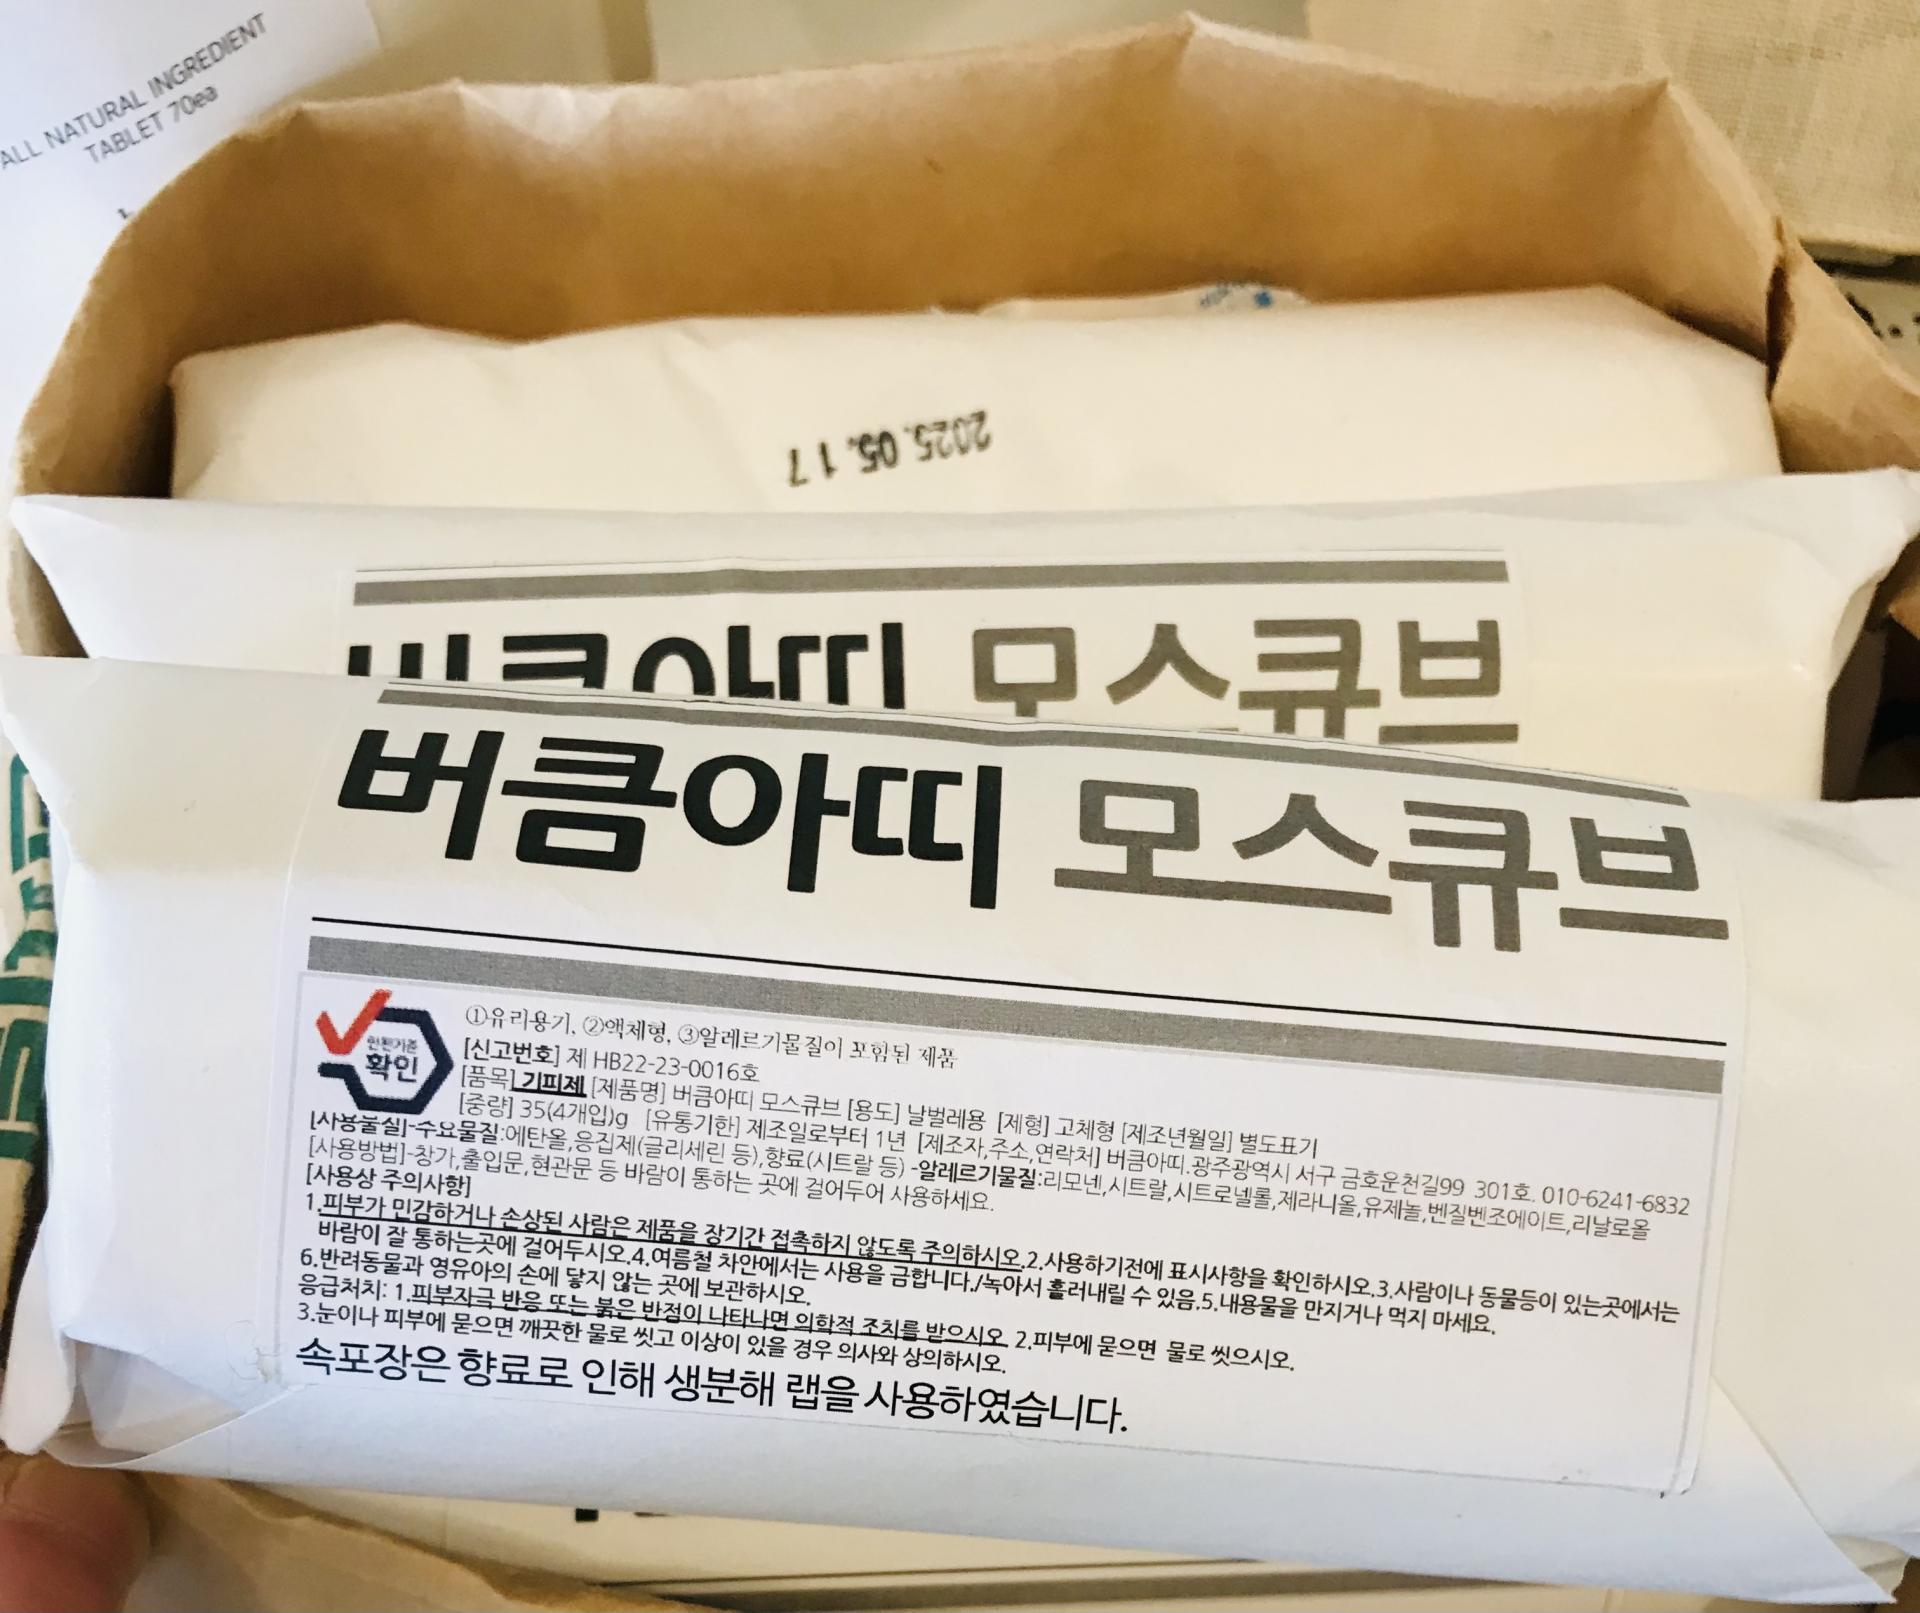 ALL NATURAL INGREDIENT
TABLET 70ea
2025.05.17
버큼아띠 모스큐브
버큼아띠 모스큐브
안전기준
확인
①유리용기, ②액체형, ③알레르기물질이 포함된 제품
[신고번호] 제 HB22-23-0016호
[품목] 기피제 [제품명] 버큼아띠 모스큐브 [용도] 날벌레용 [제형] 고체형 [제조년월일] 별도표기
[중량] 35(4개입)g [유통기한] 제조일로부터 1년 [제조자,주소,연락처] 버큼아띠.광주광역시 서구 금호운천길99 301호. 010-6241-6832
[사용물질]-주요물질:에탄올,응집제(글리세린 등),향료(시트랄 등) -알레르기물질:리모넨,시트랄,시트로넬롤,제라니올,유제놀,벤질벤조에이트,리날로올
[사용방법]-창가,출입문,현관문 등 바람이 통하는 곳에 걸어두어 사용하세요.
[사용상 주의사항]
1.피부가 민감하거나 손상된 사람은 제품을 장기간 접촉하지 않도록 주의하시오.2.사용하기전에 표시사항을 확인하시오.3.사람이나 동물등이 있는곳에서는
바람이 잘 통하는곳에 걸어두시오.4.여름철 차안에서는 사용을 금합니다./녹아서 흘러내릴 수 있음.5.내용물을 만지거나 먹지 마세요.
6.반려동물과 영유아의 손에 닿지 않는 곳에 보관하시오.
응급처치: 1.피부자극 반응 또는 붉은 반점이 나타나면 의학적 조치를 받으시오. 2.피부에 묻으면 물로 씻으시오.
3.눈이나 피부에 묻으면 깨끗한 물로 씻고 이상이 있을 경우 의사와 상의하시오.
속포장은 향료로 인해 생분해 랩을 사용하였습니다.